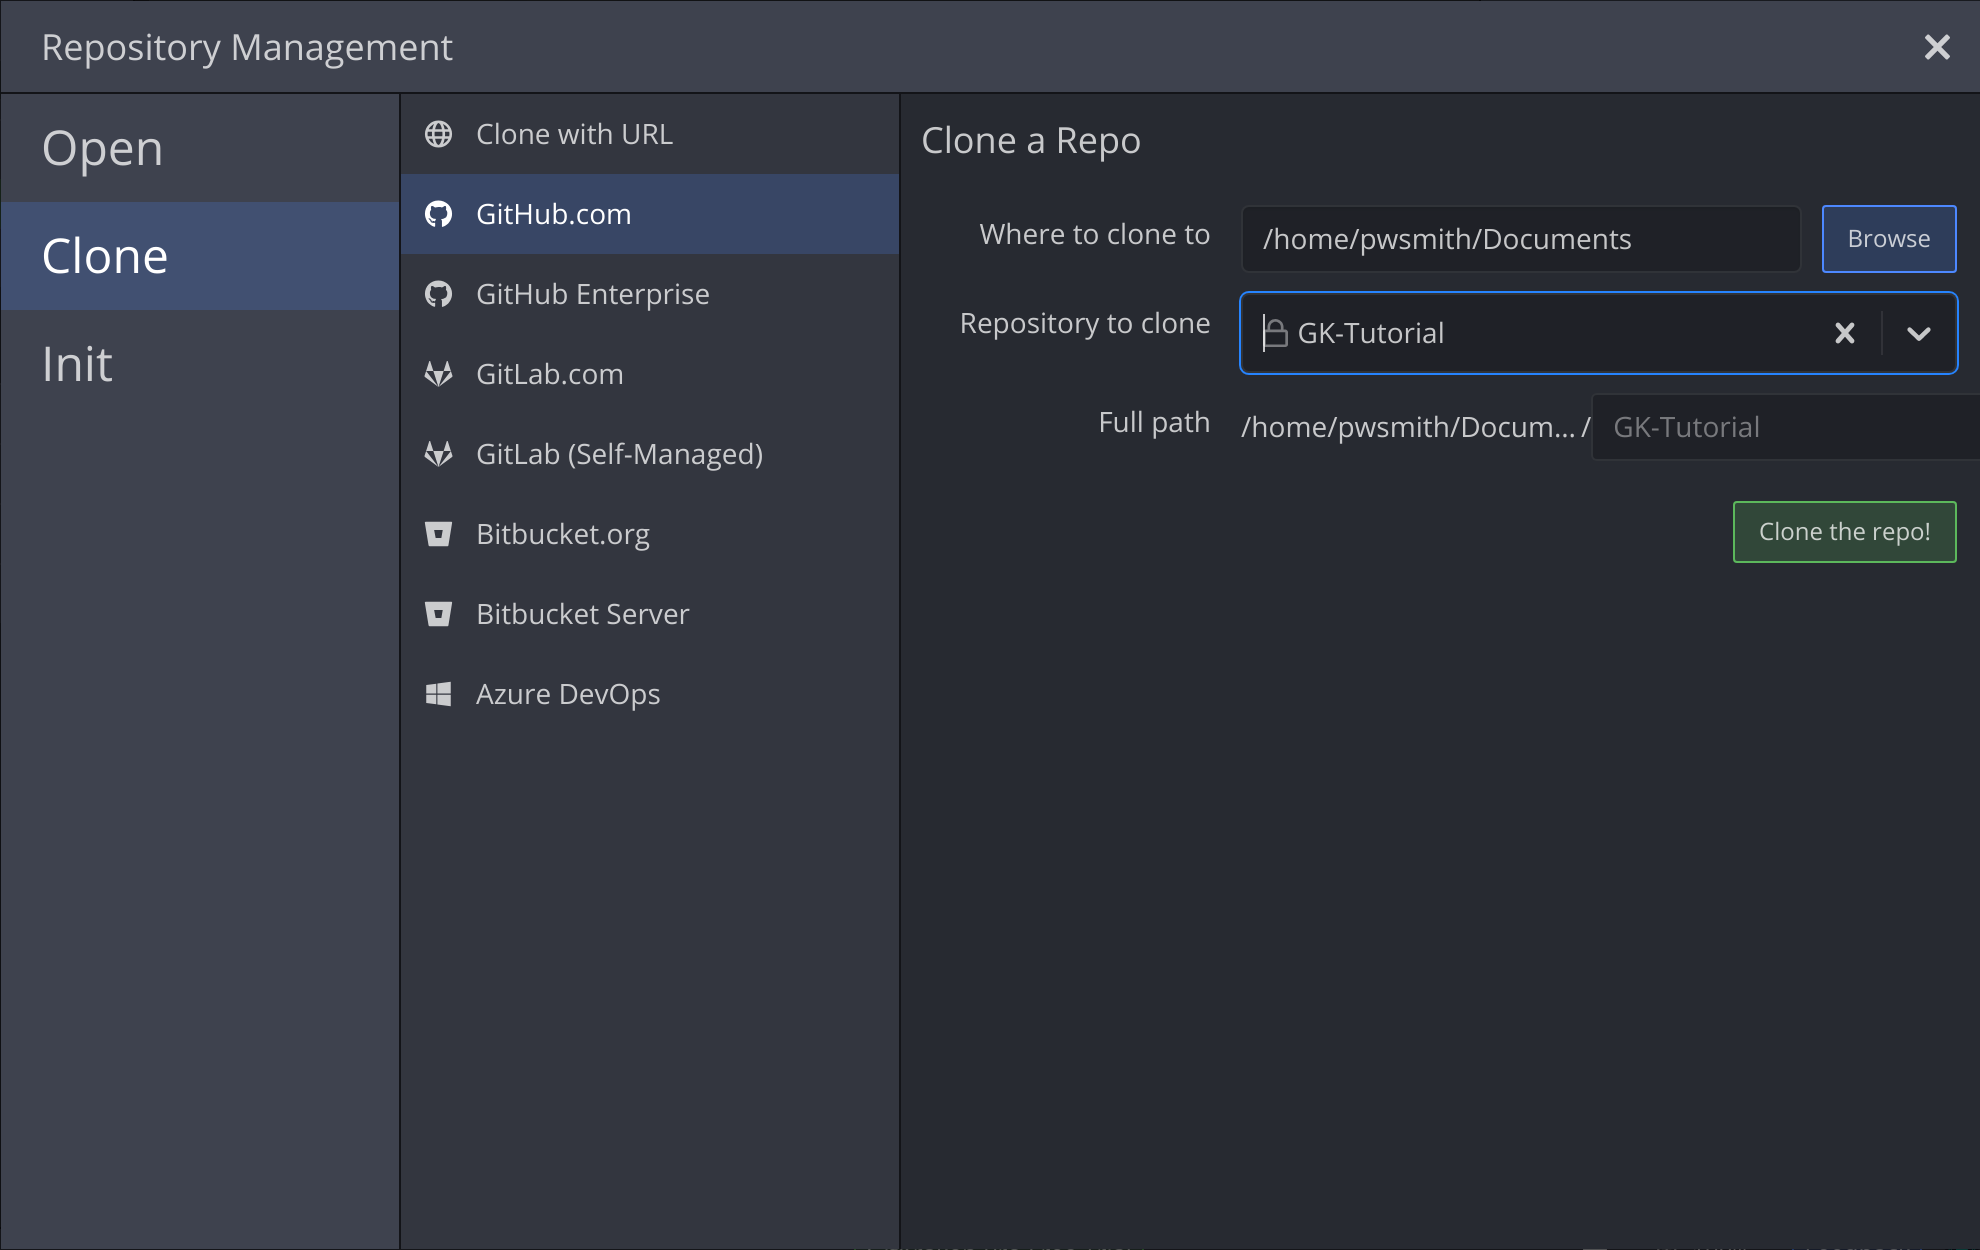 Repository Management
Open
Clone
Init
Clone with URL
GitHub.com
GitHub Enterprise
GitLab.com
GitLab (Self-Managed)
Bitbucket.org
Bitbucket Server
Azure DevOps
Clone a Repo
Where to clone to /home/pwsmith/Documents Browse
Repository to clone GK-Tutorial
Full path /home/pwsmith/Docum... / GK-Tutorial
Clone the repo!